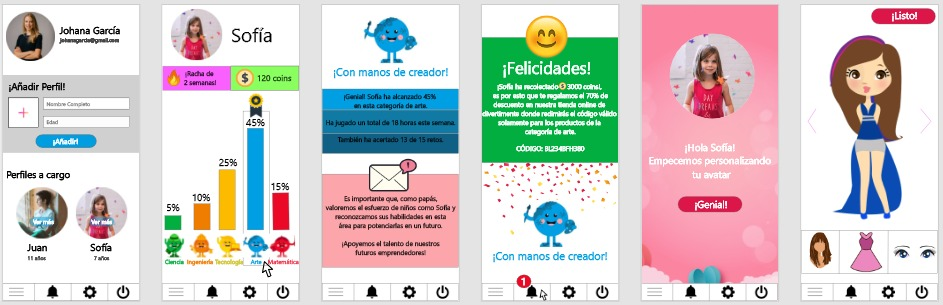 Johana García
johanagarcia@gmail.com
¡Añadir Perfil!
Nombre Completo
Edad
¡Añadir!
Perfiles a cargo
Ver más
Ver más
Juan
11 años
Sofía
7 años
Sofía
¡Racha de
2 semanas!
$ 120 coins
45%
25%
15%
10%
5%
Ciencia
Ingeniería
Tecnología
Arte
Matemática
¡Con manos de creador!
¡Genial! Sofía ha alcanzado 45%
en esta categoría de arte.
Ha jugado un total de 18 horas este semana.
También ha acertado 13 de 15 retos.
!
Es importante que, como papás,
valoremos el esfuerzo de niños como Sofía y
reconozcamos sus habilidades en esta
área para potenciarlas en un futuro.
¡Apoyemos el talento de nuestros
futuros emprendedores!
¡Felicidades!
¡Sofía ha recolectado 3000 coins!,
es por esto que te regalamos el 70% de
descuento en nuestra tienda online de
divertimento donde redimirás el código válido
solamente para los productos de la
categoría de arte.
CÓDIGO: BL234BFH38D
¡Con manos de creador!
1
DAY
DREAM
DAY
¡Hola Sofía!
Empecemos personalizando
tu avatar
¡Genial!
¡Listo!